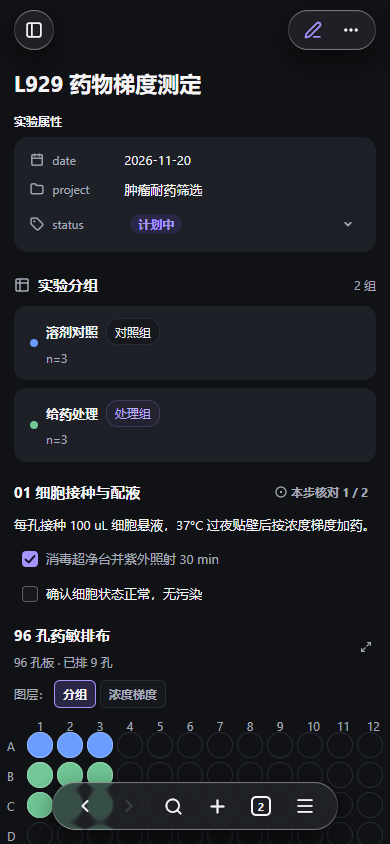 L929 药物梯度测定
实验属性
date 2026-11-20
project 肿瘤耐药筛选
status 计划中
实验分组 2 组
溶剂对照 对照组
n=3
给药处理 处理组
n=3
01 细胞接种与配液 本步核对 1 / 2
每孔接种 100 uL 细胞悬液，37°C 过夜贴壁后按浓度梯度加药。
消毒超净台并紫外照射 30 min
确认细胞状态正常，无污染
96 孔药敏排布
96 孔板 · 已排 9 孔
图层： 分组 浓度梯度
1 2 3 4 5 6 7 8 9 10 11 12
A
B
C
2
D